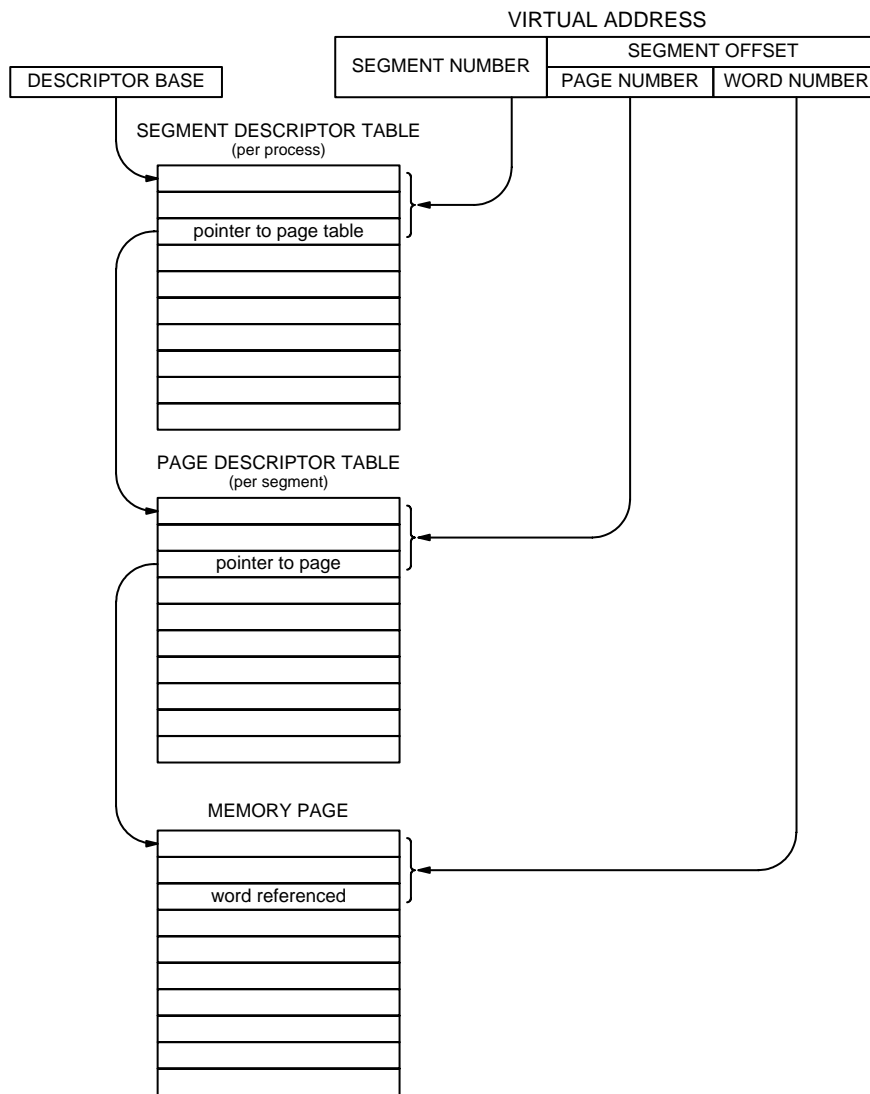 VIRTUAL ADDRESS
SEGMENT NUMBER
SEGMENT OFFSET
DESCRIPTOR BASE
PAGE NUMBER
WORD NUMBER
SEGMENT DESCRIPTOR TABLE
(per process)
pointer to page table
PAGE DESCRIPTOR TABLE
(per segment)
pointer to page
MEMORY PAGE
word referenced